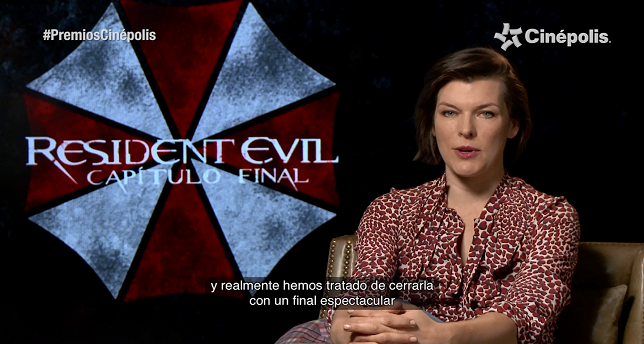 #PremiosCinépolis
Cinépolis.
RESIDENT EVIL
CAPÍTULO FINAL
y realmente hemos tratado de cerrarla
con un final espectacular